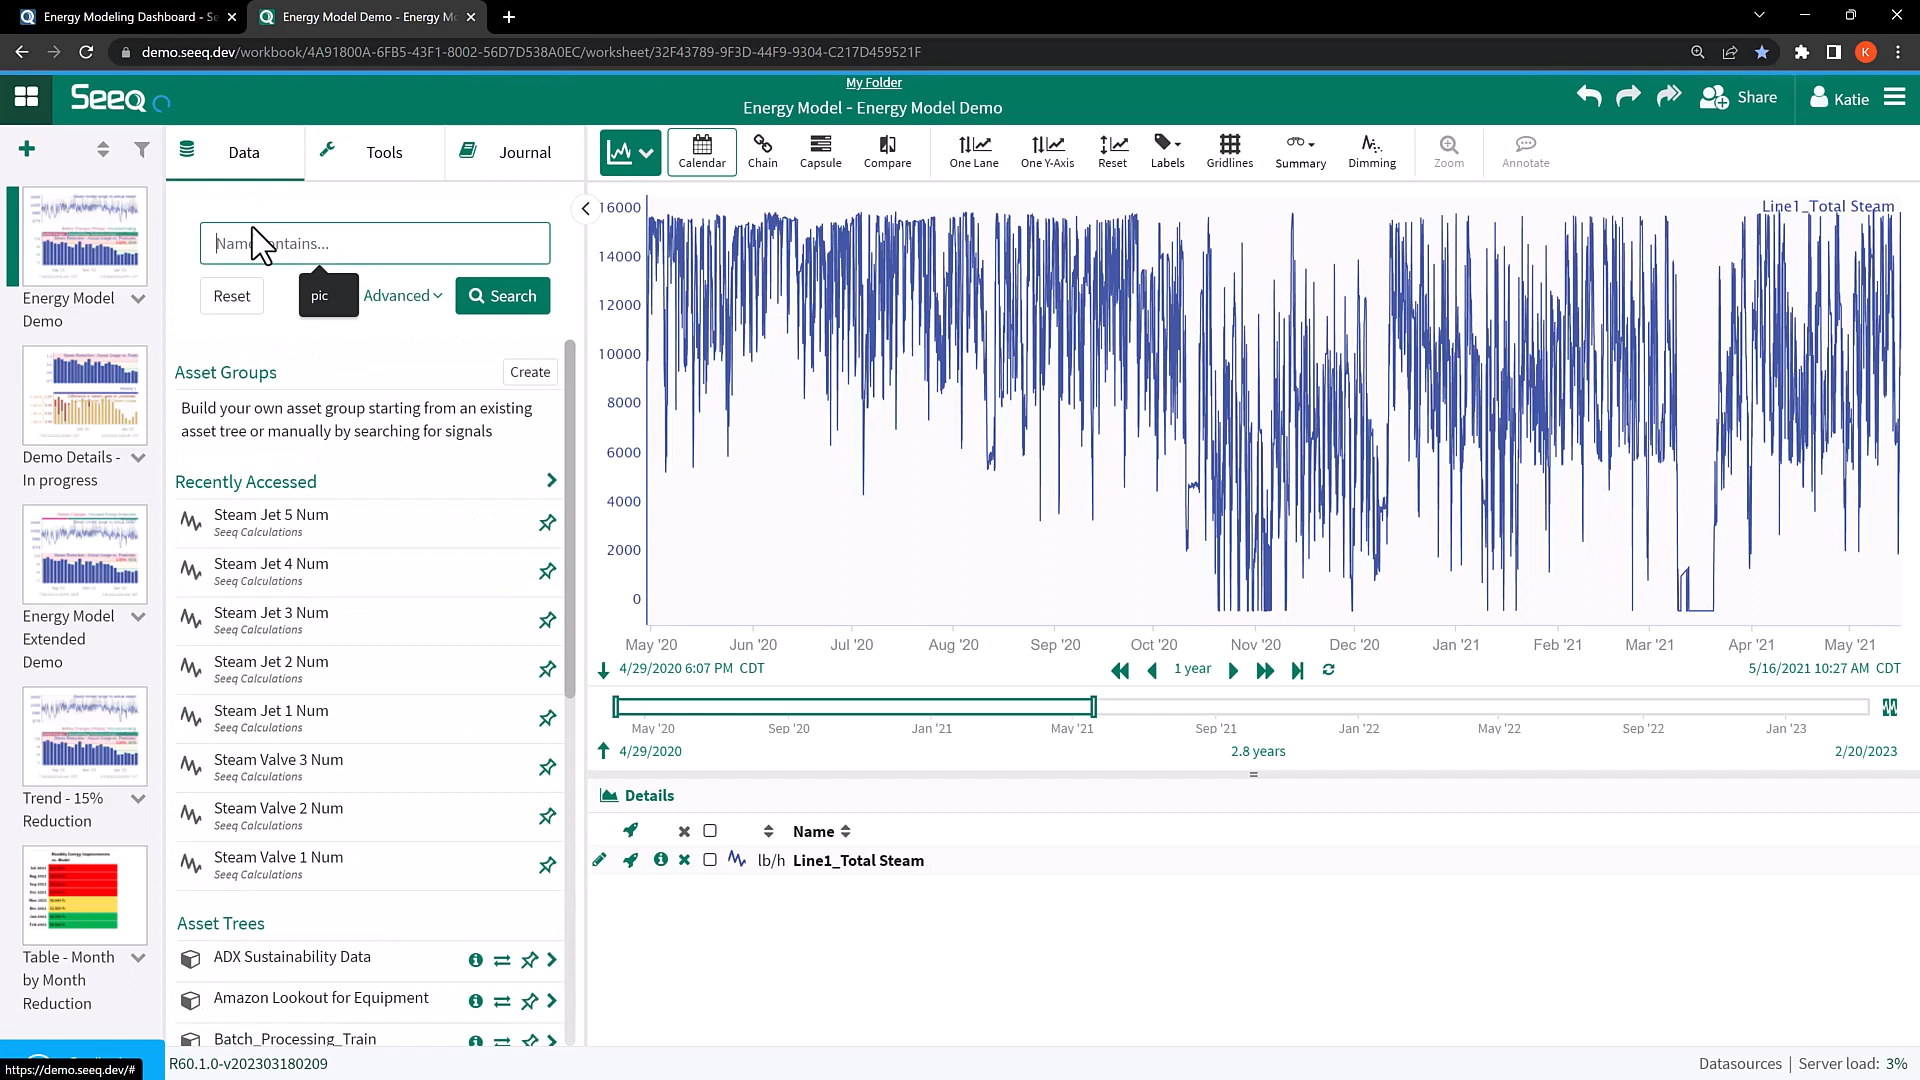 Energy Modeling Dashboard - Se
Energy Model Demo - Energy Mo
demo.seeq.dev/workbook/4A91800A-6FB5-43F1-8002-56D7D538A0EC/worksheet/32F43789-9F3D-44F9-9304-C217D459521F
K
Seeq
My Folder
Energy Model - Energy Model Demo
Share
Katie
Data
Tools
Journal
Calendar
Chain
Capsule
Compare
One Lane
One Y-Axis
Reset
Labels
Gridlines
Summary
Dimming
Zoom
Annotate
Energy Model
Demo
Demo Details -
In progress
Energy Model
Extended
Demo
Trend - 15%
Reduction
Table - Month
by Month
Reduction
Reset
pic
Advanced
Search
Asset Groups
Create
Build your own asset group starting from an existing
asset tree or manually by searching for signals
Recently Accessed
Steam Jet 5 Num
Seeq Calculations
Steam Jet 4 Num
Seeq Calculations
Steam Jet 3 Num
Seeq Calculations
Steam Jet 2 Num
Seeq Calculations
Steam Jet 1 Num
Seeq Calculations
Steam Valve 3 Num
Seeq Calculations
Steam Valve 2 Num
Seeq Calculations
Steam Valve 1 Num
Seeq Calculations
Asset Trees
ADX Sustainability Data
Amazon Lookout for Equipment
Batch_Processing_Train
Line1_Total Steam
16000
14000
12000
10000
8000
6000
4000
2000
0
May '20 Jun '20 Jul '20 Aug '20 Sep '20 Oct '20 Nov '20 Dec '20 Jan '21 Feb '21 Mar '21 Apr '21 May '21
4/29/2020 6:07 PM CDT
1 year
5/16/2021 10:27 AM CDT
May '20 Sep '20 Jan '21 May '21 Sep '21 Jan '22 May '22 Sep '22 Jan '23
4/29/2020
2.8 years
2/20/2023
Details
Name
lb/h Line1_Total Steam
https://demo.seeq.dev/#
R60.1.0-v202303180209
Datasources | Server load: 3%